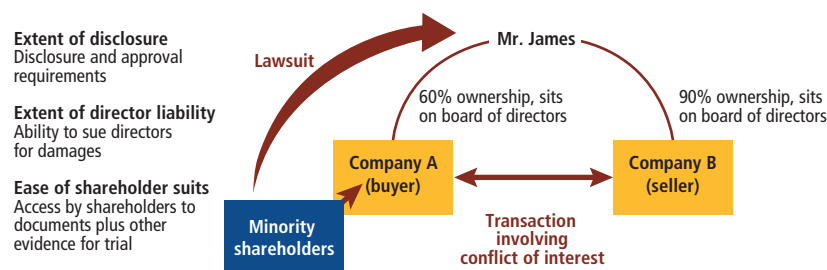 Extent of disclosure
Disclosure and approval
requirements
Extent of director liability
Ability to sue directors
for damages
Ease of shareholder suits
Access by shareholders to
documents plus other
evidence for trial
Lawsuit
Mr. James
60% ownership, sits
on board of directors
90% ownership, sits
on board of directors
Company A
(buyer)
Company B
(seller)
Minority
shareholders
Transaction
involving
conflict of interest